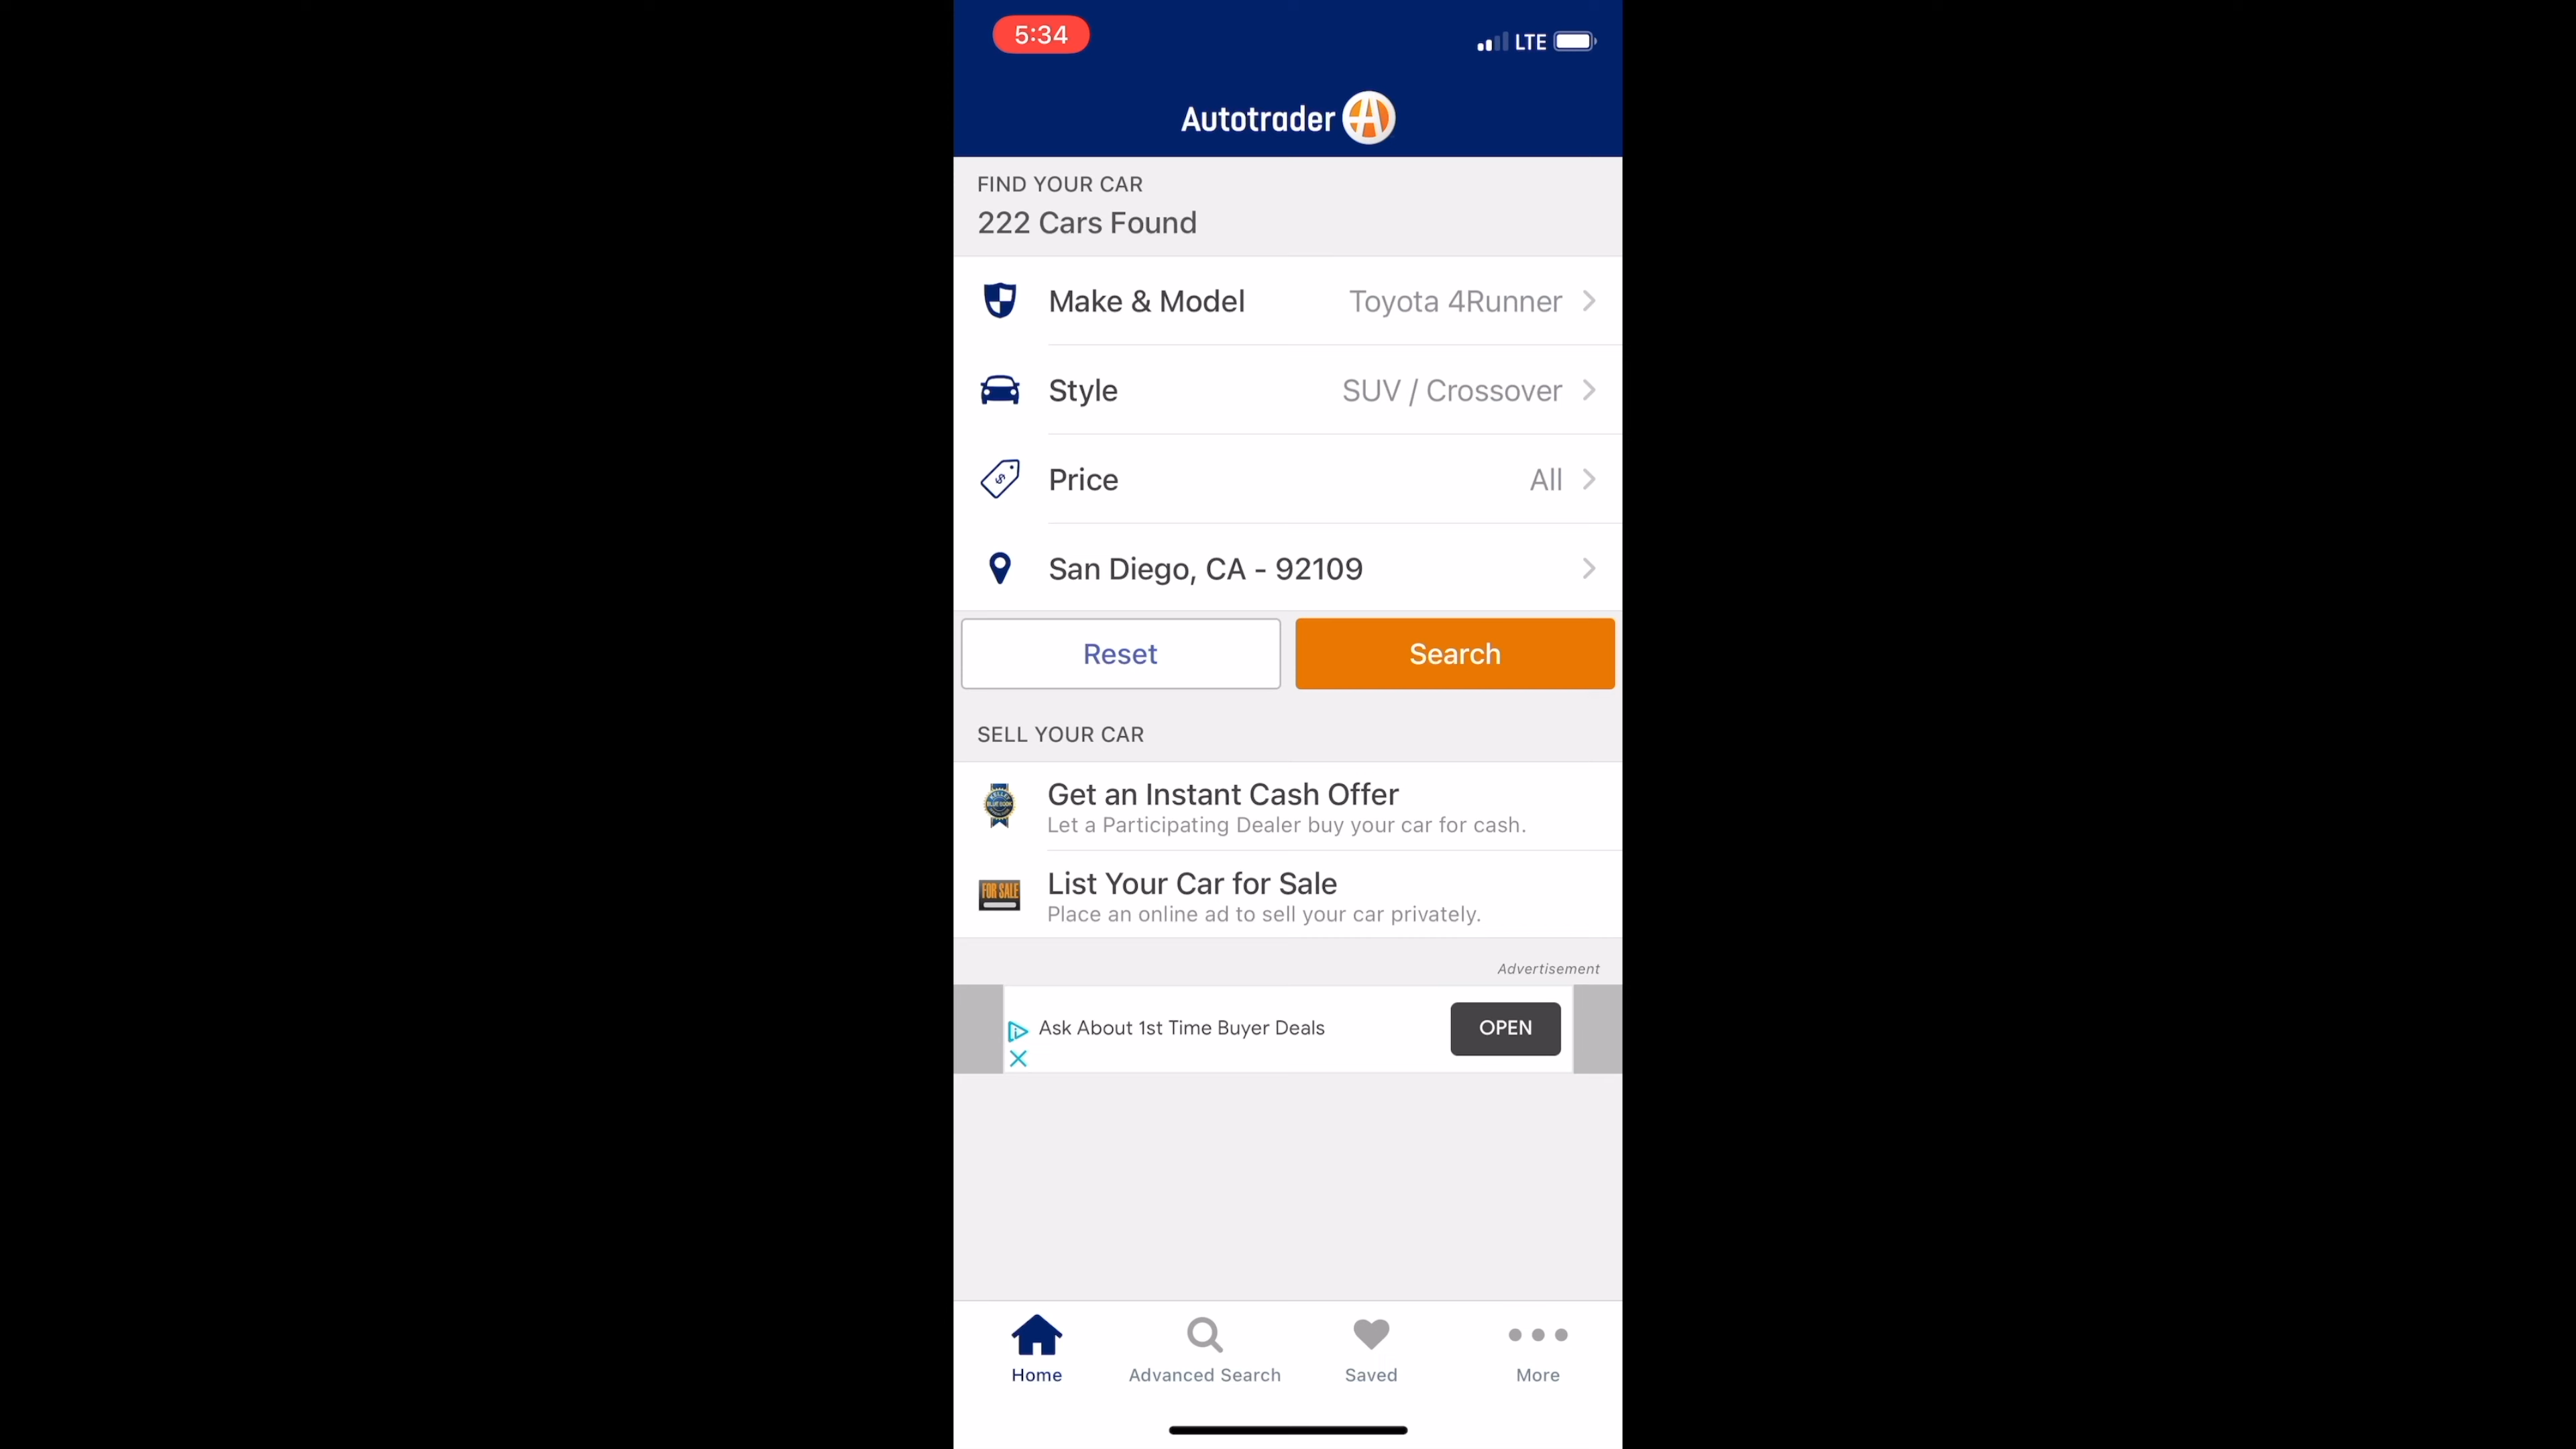 5:34
LTE
Autotrader
FIND YOUR CAR
222 Cars Found
Make & Model
Toyota 4Runner
Style
SUV / Crossover
Price
All
San Diego, CA - 92109
Reset
Search
SELL YOUR CAR
Get an Instant Cash Offer
Let a Participating Dealer buy your car for cash.
FOR SALE
List Your Car for Sale
Place an online ad to sell your car privately.
Advertisement
Ask About 1st Time Buyer Deals
OPEN
Home
Advanced Search
Saved
More